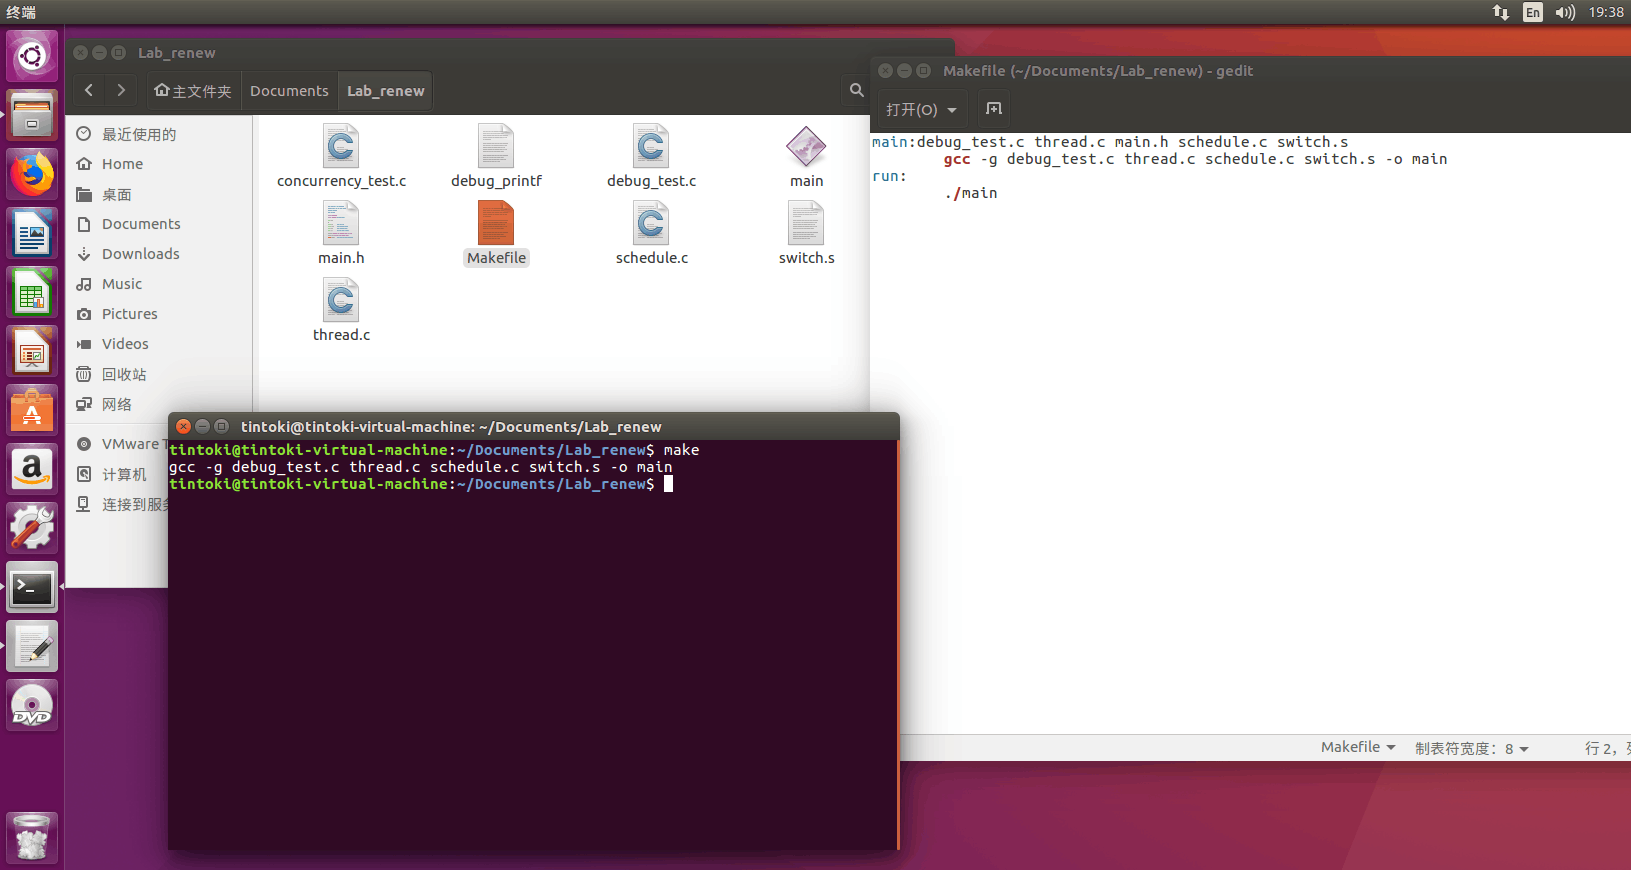 终端
En
19:38
Lab_renew
主文件夹
Documents
Lab_renew
最近使用的
Home
桌面
Documents
Downloads
Music
Pictures
Videos
回收站
网络
VMware T
计算机
连接到服
concurrency_test.c
debug_printf
debug_test.c
main
main.h
Makefile
schedule.c
switch.s
thread.c
Makefile (~/Documents/Lab_renew) - gedit
打开(O)
main:debug_test.c thread.c main.h schedule.c switch.s
gcc -g debug_test.c thread.c schedule.c switch.s -o main
run:
./main
Makefile
制表符宽度：8
行 2，
tintoki@tintoki-virtual-machine: ~/Documents/Lab_renew
tintoki@tintoki-virtual-machine:~/Documents/Lab_renew$ make
gcc -g debug_test.c thread.c schedule.c switch.s -o main
tintoki@tintoki-virtual-machine:~/Documents/Lab_renew$
a
DVD